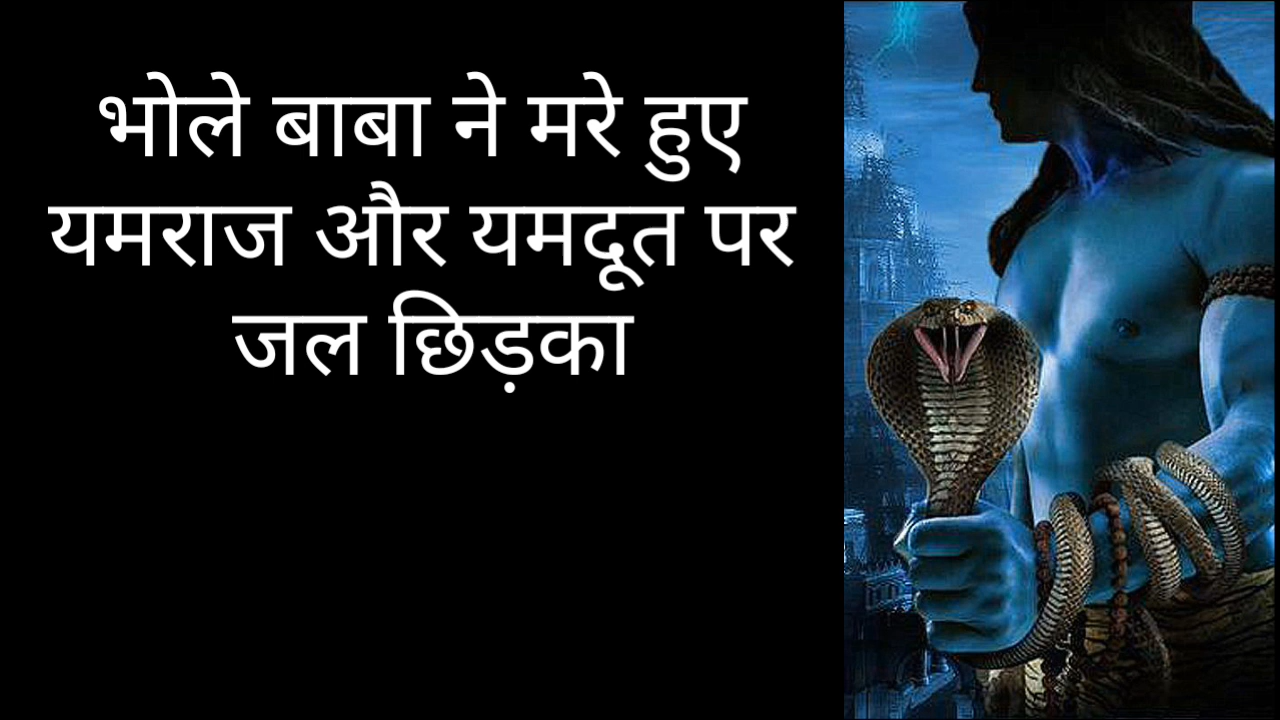 भोले बाबा ने मरे हुए
यमराज और यमदूत पर
जल छिड़का